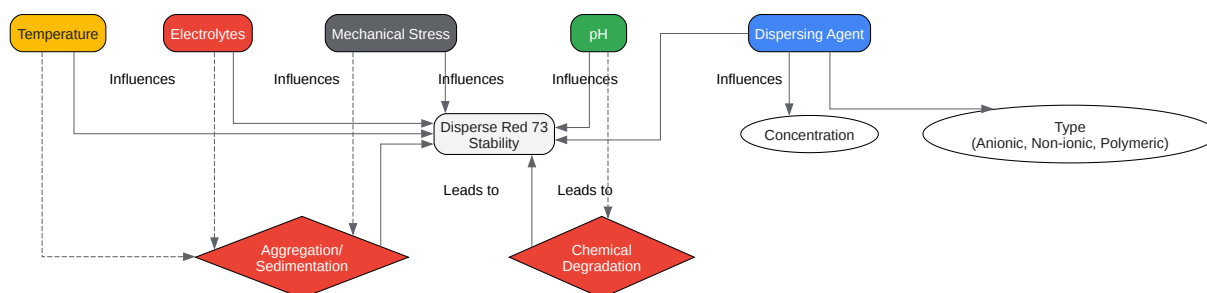 Temperature
Electrolytes
Mechanical Stress
pH
Dispersing Agent
Influences
Influences
Influences
Influences
Influences
Disperse Red 73
Stability
Concentration
Type
(Anionic, Non-ionic, Polymeric)
Leads to
Leads to
Aggregation/
Sedimentation
Chemical
Degradation